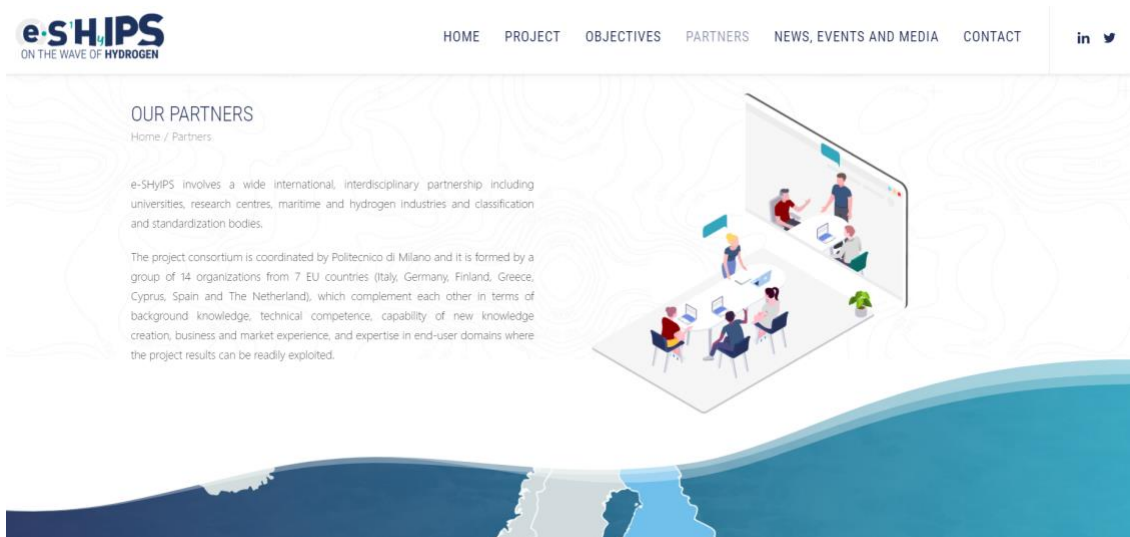 e·S¹HyIPS
ON THE WAVE OF HYDROGEN
HOME PROJECT OBJECTIVES PARTNERS NEWS, EVENTS AND MEDIA CONTACT in
OUR PARTNERS
Home / Partners
e-SHyIPS involves a wide international, interdisciplinary partnership including
universities, research centres, maritime and hydrogen industries and classification
and standardization bodies.
The project consortium is coordinated by Politecnico di Milano and it is formed by a
group of 14 organizations from 7 EU countries (Italy, Germany, Finland, Greece,
Cyprus, Spain and The Netherland), which complement each other in terms of
background knowledge, technical competence, capability of new knowledge
creation, business and market experience, and expertise in end-user domains where
the project results can be readily exploited.